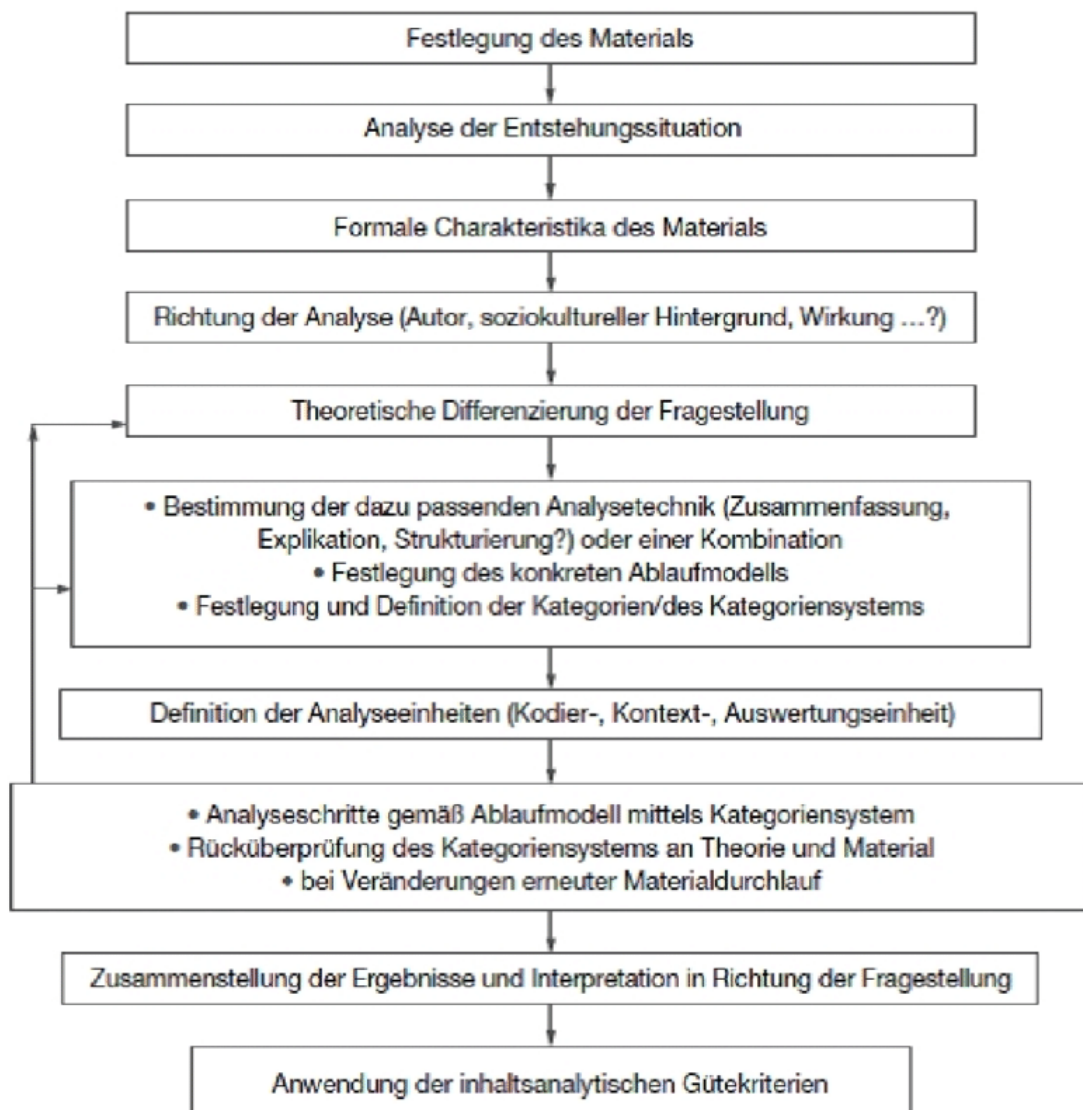 Festlegung des Materials
Analyse der Entstehungssituation
Formale Charakteristika des Materials
Richtung der Analyse (Autor, soziokultureller Hintergrund, Wirkung …?)
Theoretische Differenzierung der Fragestellung
• Bestimmung der dazu passenden Analysetechnik (Zusammenfassung,
Explikation, Strukturierung?) oder einer Kombination
• Festlegung des konkreten Ablaufmodells
• Festlegung und Definition der Kategorien/des Kategoriensystems
Definition der Analyseeinheiten (Kodier-, Kontext-, Auswertungseinheit)
• Analyseschritte gemäß Ablaufmodell mittels Kategoriensystem
• Rücküberprüfung des Kategoriensystems an Theorie und Material
• bei Veränderungen erneuter Materialdurchlauf
Zusammenstellung der Ergebnisse und Interpretation in Richtung der Fragestellung
Anwendung der inhaltsanalytischen Gütekriterien